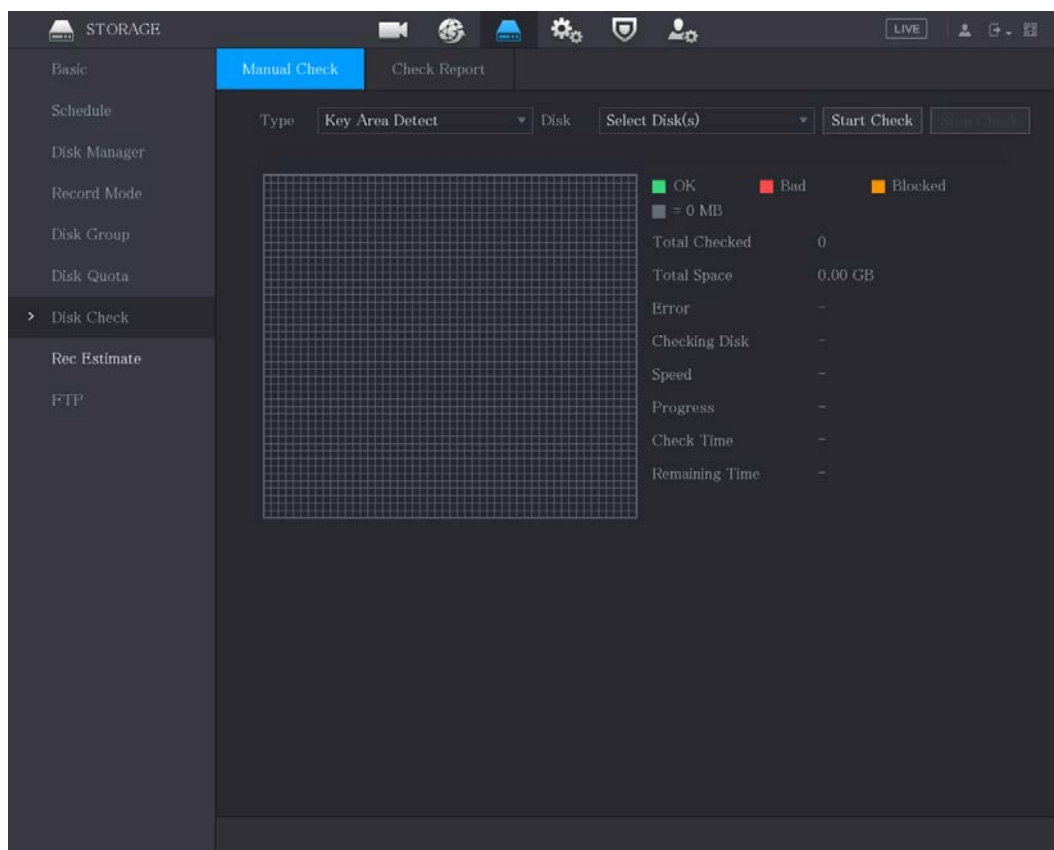 STORAGE
LIVE
Basic
Manual Check
Check Report
Schedule
Type
Key Area Detect
Disk
Select Disk(s)
Start Check
Stop Check
Disk Manager
Record Mode
OK
Bad
Blocked
= 0 MB
Disk Group
Total Checked
0
Disk Quota
Total Space
0.00 GB
Error
-
Disk Check
Checking Disk
-
Rec Estimate
Speed
-
FTP
Progress
-
Check Time
-
Remaining Time
-